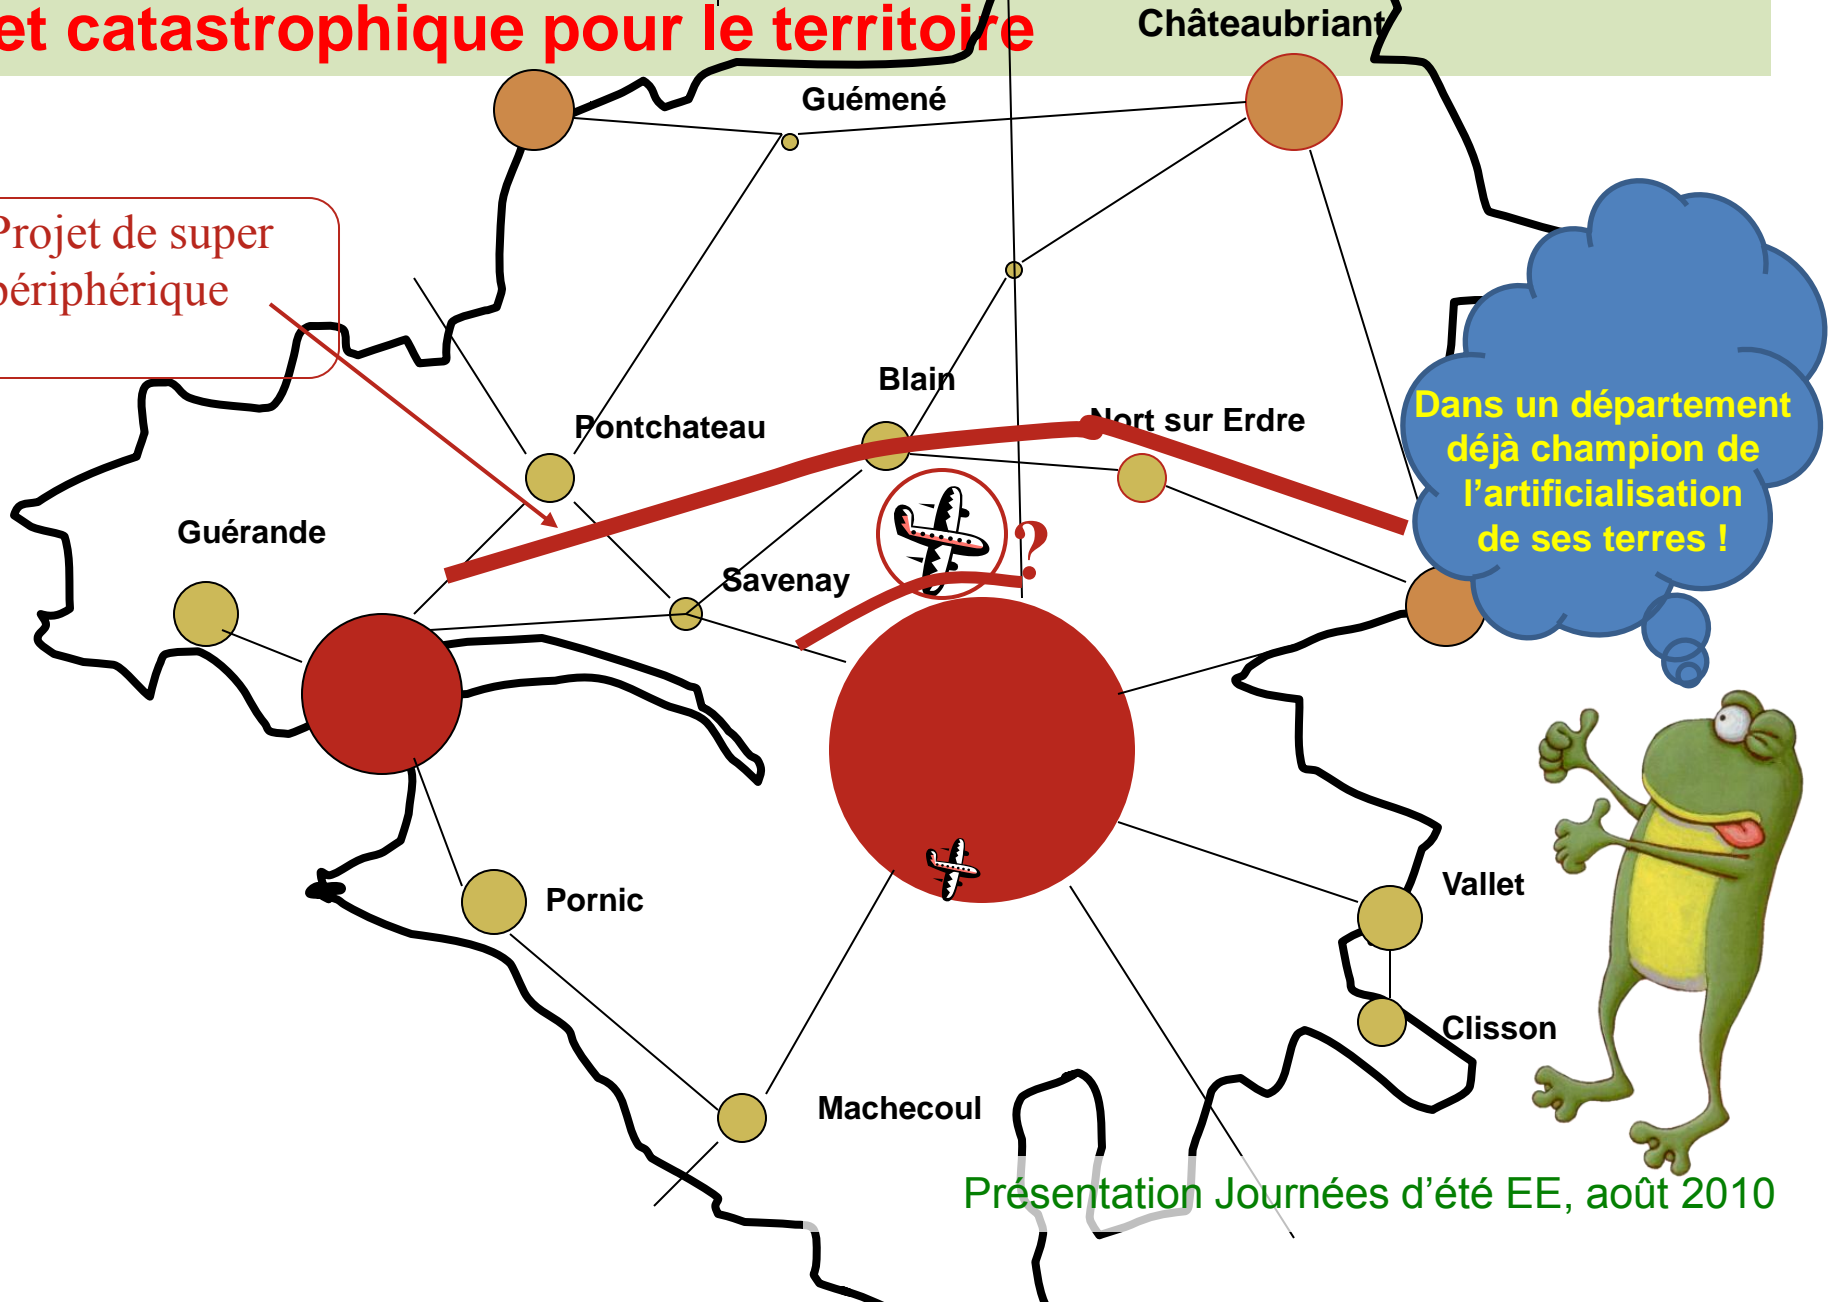 et catastrophique pour le territoire
Châteaubriant
Guémené
Projet de super
périphérique
Blain
Pontchateau
Nort sur Erdre
Dans un département
déjà champion de
l’artificialisation
de ses terres !
Guérande
?
Savenay
Pornic
Vallet
Clisson
Machecoul
Présentation Journées d’été EE, août 2010